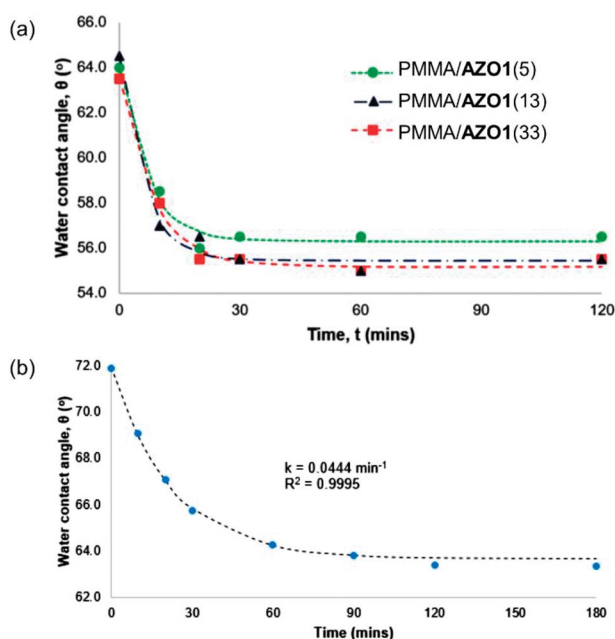 (a)
66.0
64.0
62.0
60.0
58.0
56.0
54.0
Water contact angle, θ (°)
PMMA/AZO1(5)
PMMA/AZO1(13)
PMMA/AZO1(33)
0 30 60 90 120
Time, t (mins)
(b)
72.0
70.0
68.0
66.0
64.0
62.0
Water contact angle, θ (°)
k = 0.0444 min⁻¹
R² = 0.9995
0 30 60 90 120 150 180
Time (mins)